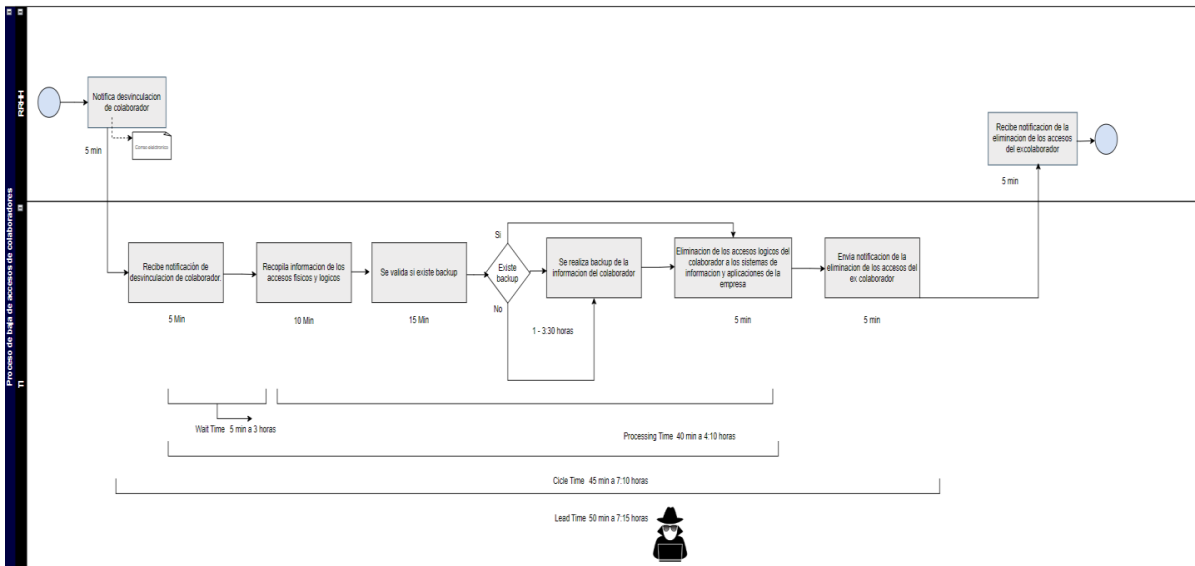 Proceso de baja de accesos de colaboradores
RRHH
Notifica desvinculacion
de colaborador
Correo electronico
5 min
Recibe notificacion de la
eliminacion de los accesos
del excolaborador
5 min
TI
Recibe notificación de
desvinculacion de colaborador.
5 Min
Recopila informacion de los
accesos fisicos y logicos
10 Min
Se valida si existe backup
15 Min
Si
Existe
backup
No
Se realiza backup de la
informacion del colaborador
1 - 3:30 horas
Eliminacion de los accesos logicos del
colaborador a los sistemas de
informacion y aplicaciones de la
empresa
5 min
Envia notificacion de la
eliminacion de los accesos del
ex colaborador
5 min
Wait Time 5 min a 3 horas
Processing Time 40 min a 4:10 horas
Cicle Time 45 min a 7:10 horas
Lead Time 50 min a 7:15 horas